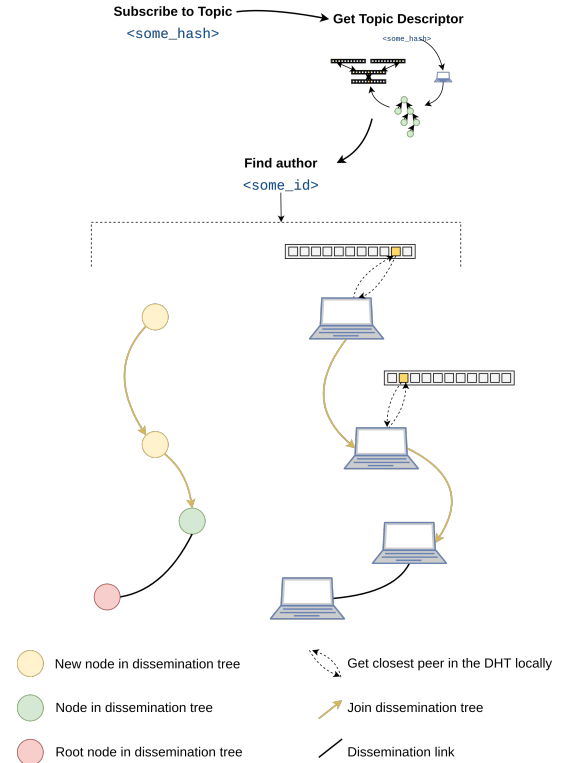 Subscribe to Topic
<some_hash>
Get Topic Descriptor
<some_hash>
Find author
<some_id>
New node in dissemination tree
Get closest peer in the DHT locally
Node in dissemination tree
Join dissemination tree
Root node in dissemination tree
Dissemination link